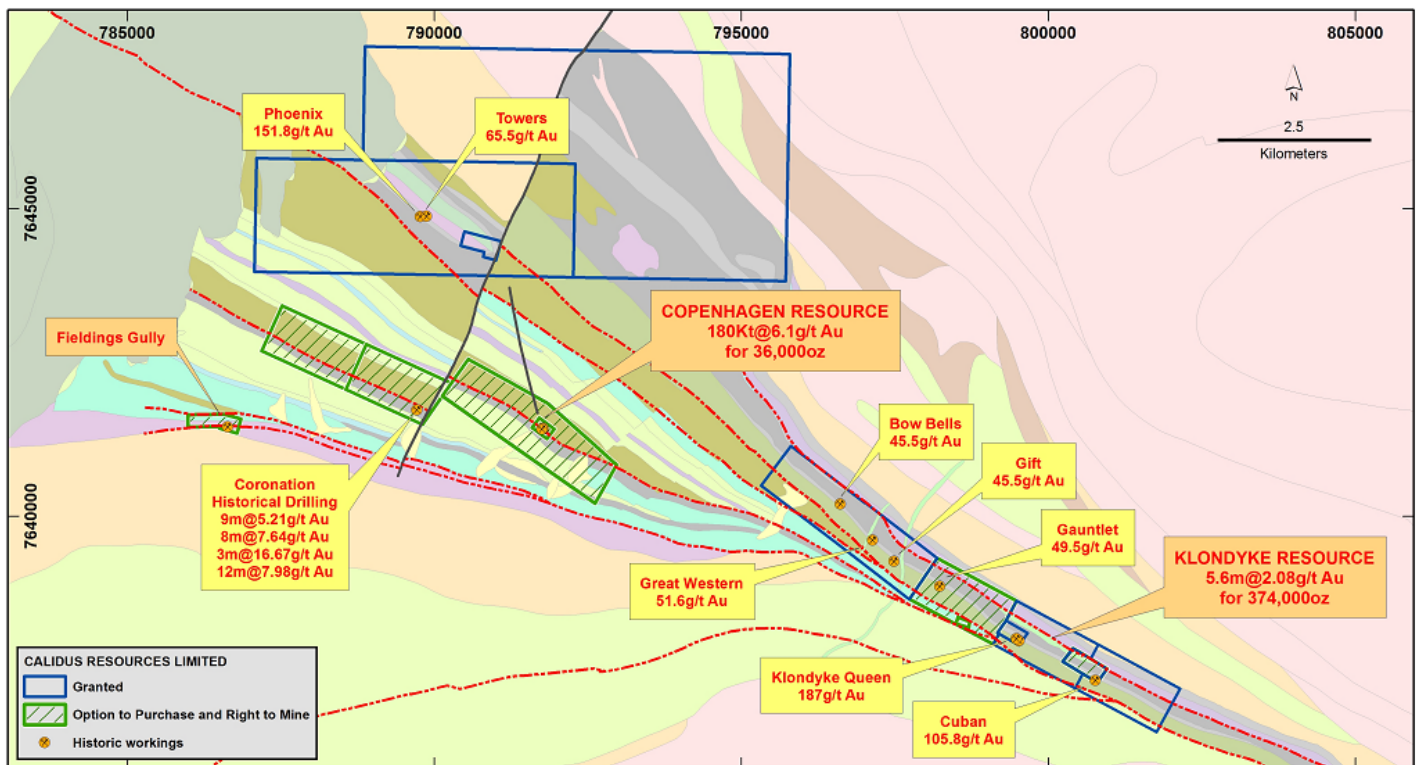 785000
790000
795000
800000
805000
7645000
7640000
N
2.5
Kilometers
Phoenix
151.8g/t Au
Towers
65.5g/t Au
COPENHAGEN RESOURCE
180Kt@6.1g/t Au
for 36,000oz
Fieldings Gully
Coronation
Historical Drilling
9m@5.21g/t Au
8m@7.64g/t Au
3m@16.67g/t Au
12m@7.98g/t Au
Bow Bells
45.5g/t Au
Gift
45.5g/t Au
Gauntlet
49.5g/t Au
KLONDYKE RESOURCE
5.6m@2.08g/t Au
for 374,000oz
Great Western
51.6g/t Au
Klondyke Queen
187g/t Au
Cuban
105.8g/t Au
CALIDUS RESOURCES LIMITED
Granted
Option to Purchase and Right to Mine
Historic workings